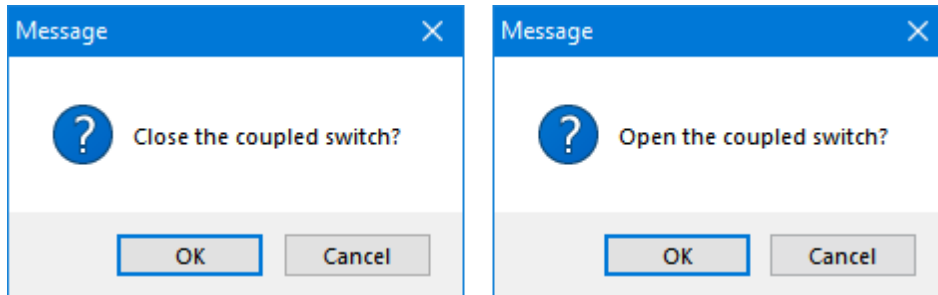 Message
Close the coupled switch?
OK Cancel
Message
Open the coupled switch?
OK Cancel